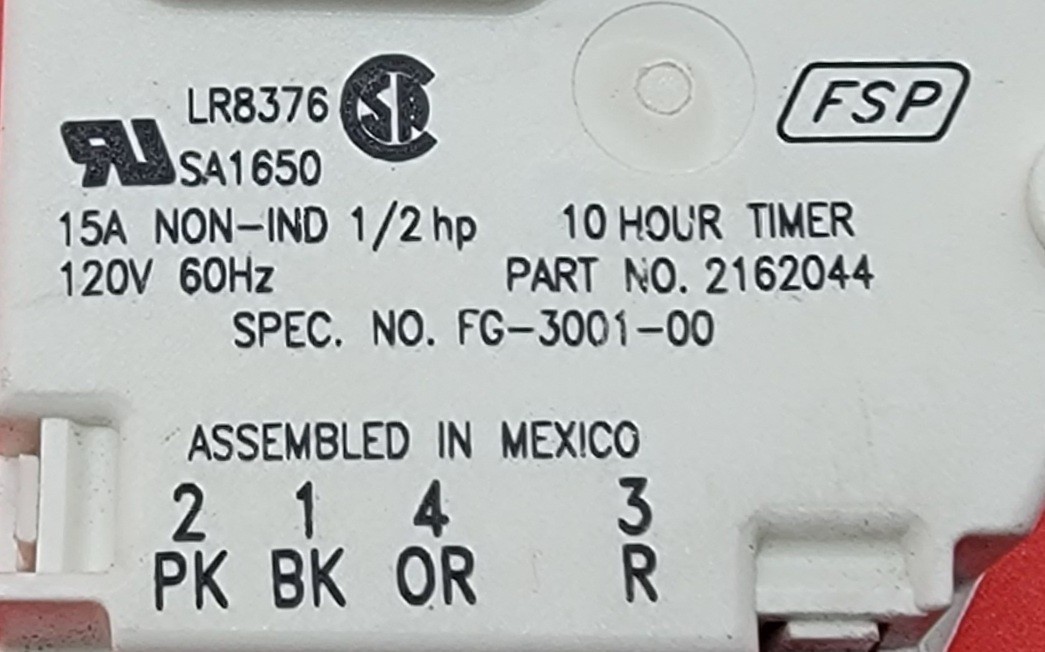 LR8376
SA1650
FSP
15A NON-IND 1/2 hp
10 HOUR TIMER
120V 60Hz
PART NO. 2162044
SPEC. NO. FG-3001-00
ASSEMBLED IN MEXICO
2 1 4 3
PK BK OR R